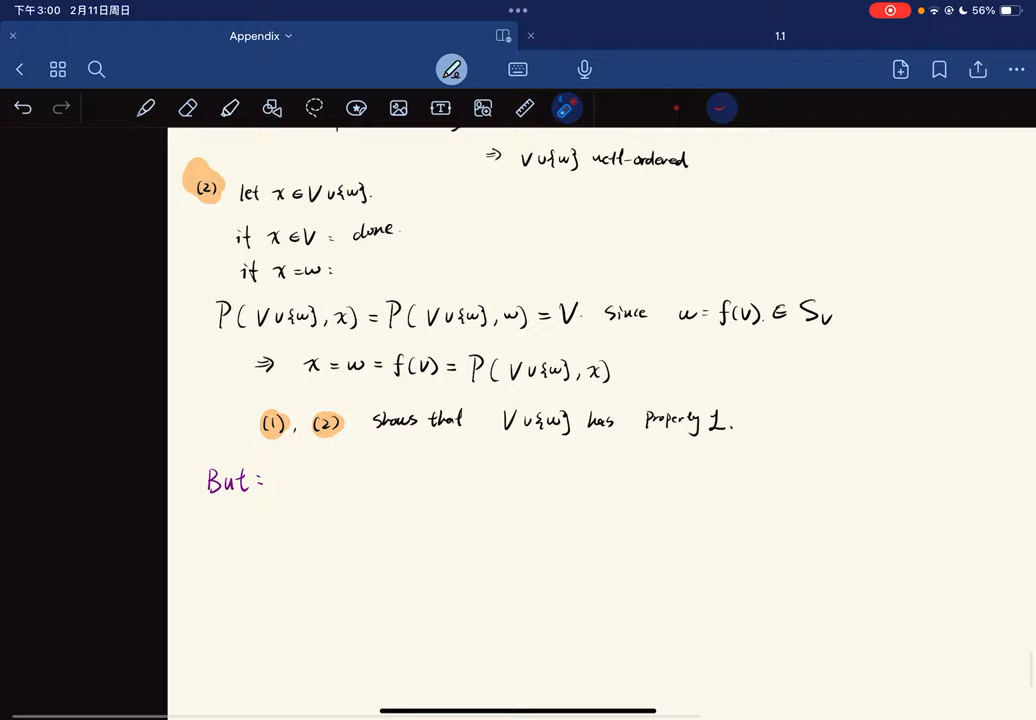 下午3:00 2月11日周日
56%
Appendix
1.1
⇒ V∪{w} well-ordered
(2) let x ∈ V∪{w}.
if x ∈ V : done.
if x = w :
P(V∪{w}, x) = P(V∪{w}, w) = V. since w = f(V). ∈ S_V
⇒ x = w = f(V) = P(V∪{w}, x)
(1), (2) shows that V∪{w} has property L.
But :